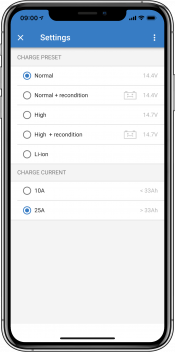 09:00
Settings
CHARGE PRESET
Normal 14.4V
Normal + recondition 14.4V
High 14.7V
High + recondition 14.7V
Li-ion
CHARGE CURRENT
10A
25A